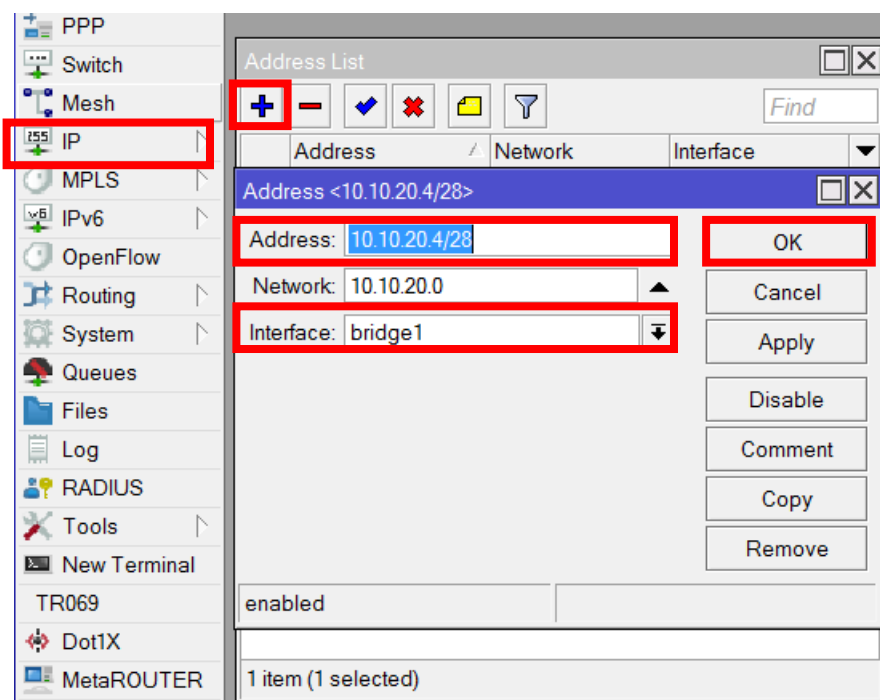 PPP
Switch
Mesh
255
IP
MPLS
v6
IPv6
OpenFlow
Routing
System
Queues
Files
Log
RADIUS
Tools
New Terminal
TR069
Dot1X
MetaROUTER
Address List
Find
Address Network Interface
Address <10.10.20.4/28>
Address: 10.10.20.4/28
Network: 10.10.20.0
Interface: bridge1
OK
Cancel
Apply
Disable
Comment
Copy
Remove
enabled
1 item (1 selected)